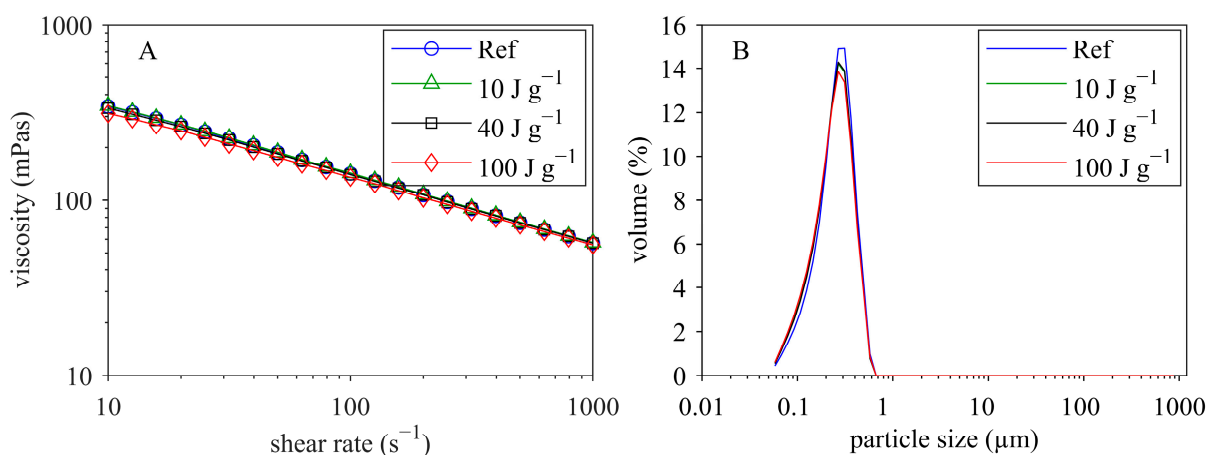 A
Ref
10 J g⁻¹
40 J g⁻¹
100 J g⁻¹
1000
100
10
viscosity (mPas)
10 100 1000
shear rate (s⁻¹)
B
Ref
10 J g⁻¹
40 J g⁻¹
100 J g⁻¹
16
14
12
10
8
6
4
2
0
volume (%)
0.01 0.1 1 10 100 1000
particle size (µm)